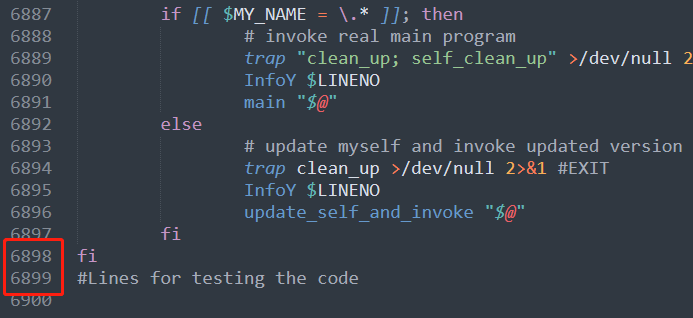 6887 if [[ $MY_NAME = \.* ]]; then
6888 # invoke real main program
6889 trap "clean_up; self_clean_up" >/dev/null 2
6890 InfoY $LINENO
6891 main "$@"
6892 else
6893 # update myself and invoke updated version
6894 trap clean_up >/dev/null 2>&1 #EXIT
6895 InfoY $LINENO
6896 update_self_and_invoke "$@"
6897 fi
6898 fi
6899 #Lines for testing the code
6900